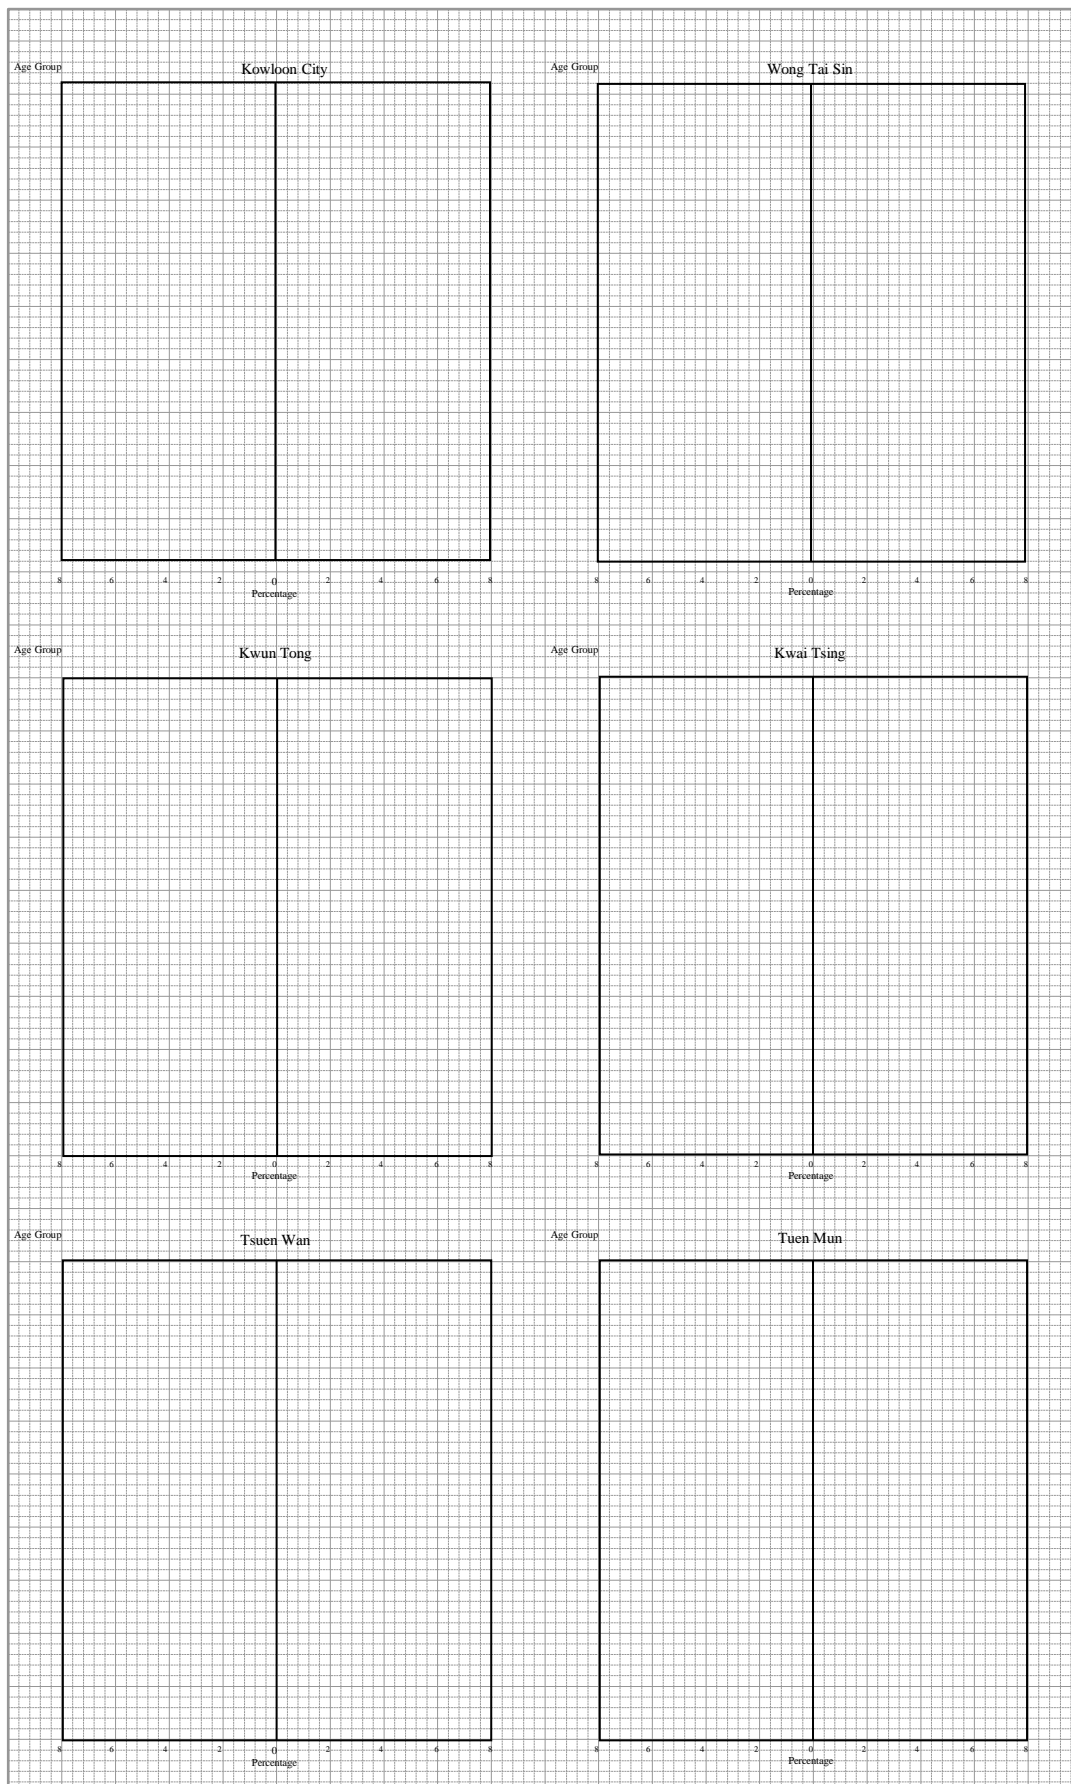 Age Group Kowloon City
Age Group Wong Tai Sin
8 6 4 2 0 2 4 6 8
Percentage
8 6 4 2 0 2 4 6 8
Percentage
Age Group Kwun Tong
Age Group Kwai Tsing
8 6 4 2 0 2 4 6 8
Percentage
8 6 4 2 0 2 4 6 8
Percentage
Age Group Tsuen Wan
Age Group Tuen Mun
8 6 4 2 0 2 4 6 8
Percentage
8 6 4 2 0 2 4 6 8
Percentage